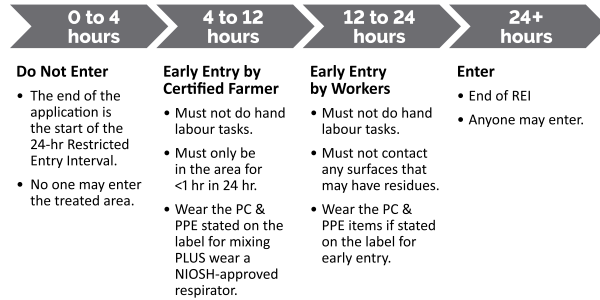 0 to 4
hours
4 to 12
hours
12 to 24
hours
24+
hours
Do Not Enter
• The end of the
application is
the start of the
24-hr Restricted
Entry Interval.
• No one may enter
the treated area.
Early Entry by
Certified Farmer
• Must not do hand
labour tasks.
• Must only be
in the area for
<1 hr in 24 hr.
• Wear the PC &
PPE stated on the
label for mixing
PLUS wear a
NIOSH-approved
respirator.
Early Entry
by Workers
• Must not do hand
labour tasks.
• Must not contact
any surfaces that
may have residues.
• Wear the PC &
PPE items if stated
on the label for
early entry.
Enter
• End of REI
• Anyone may enter.